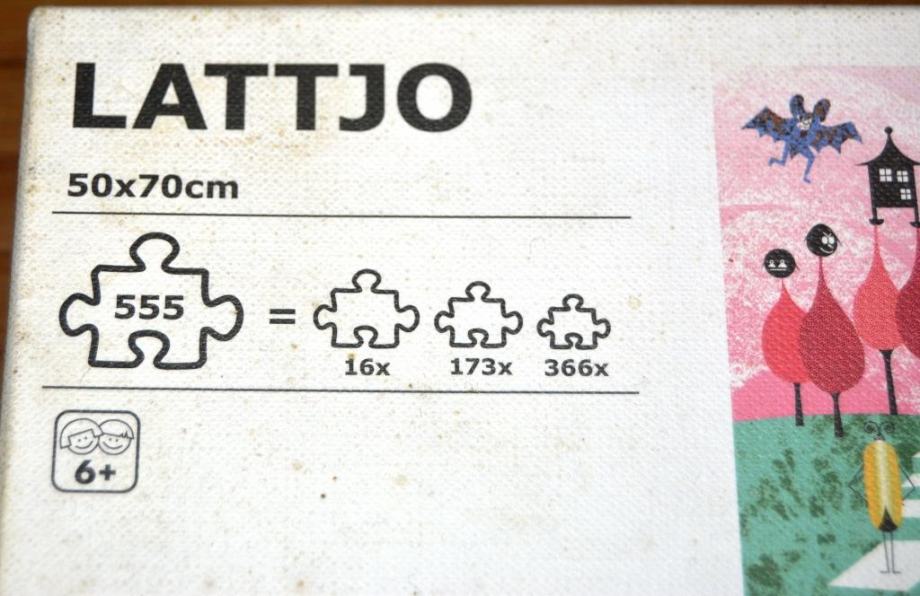 LATTJO
50x70cm
555 =
16x 173x 366x
6+